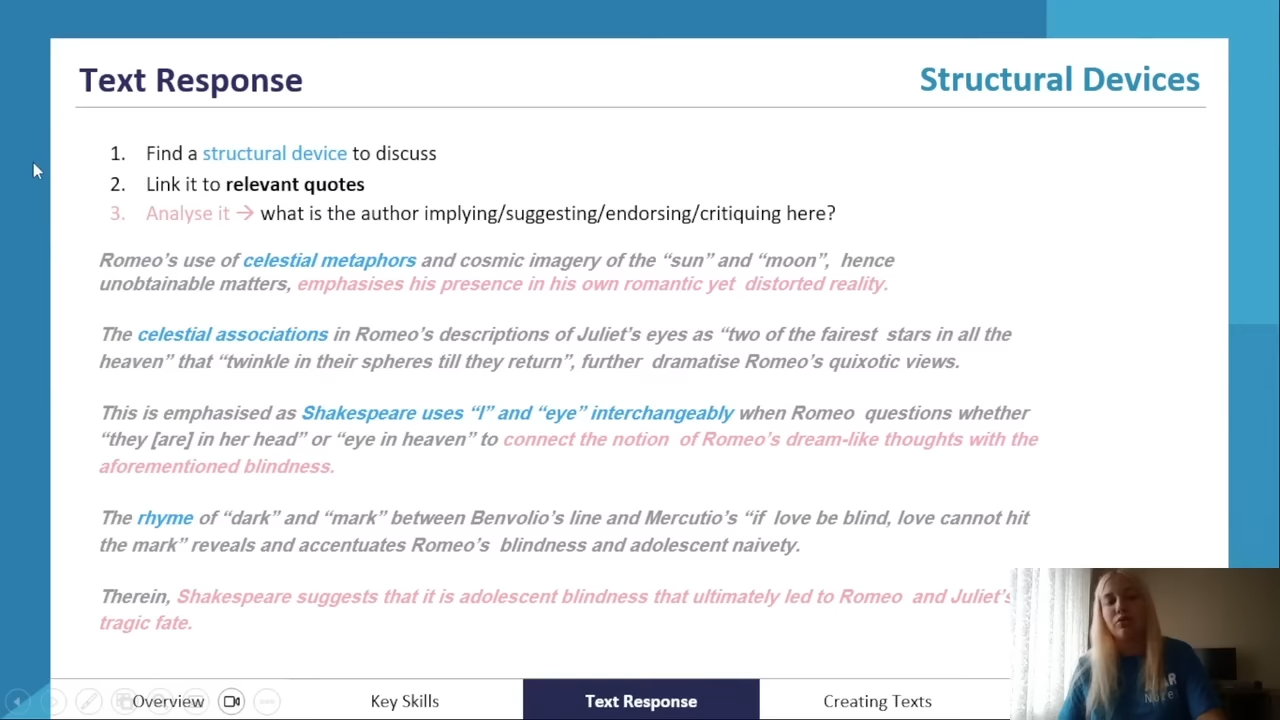 Text Response
Structural Devices
1. Find a structural device to discuss
2. Link it to relevant quotes
3. Analyse it → what is the author implying/suggesting/endorsing/critiquing here?
Romeo’s use of celestial metaphors and cosmic imagery of the “sun” and “moon”, hence
unobtainable matters, emphasises his presence in his own romantic yet distorted reality.
The celestial associations in Romeo’s descriptions of Juliet’s eyes as “two of the fairest stars in all the
heaven” that “twinkle in their spheres till they return”, further dramatise Romeo’s quixotic views.
This is emphasised as Shakespeare uses “I” and “eye” interchangeably when Romeo questions whether
“they [are] in her head” or “eye in heaven” to connect the notion of Romeo’s dream-like thoughts with the
aforementioned blindness.
The rhyme of “dark” and “mark” between Benvolio’s line and Mercutio’s “if love be blind, love cannot hit
the mark” reveals and accentuates Romeo’s blindness and adolescent naivety.
Therein, Shakespeare suggests that it is adolescent blindness that ultimately led to Romeo and Juliet’s
tragic fate.
Overview
Key Skills
Text Response
Creating Texts